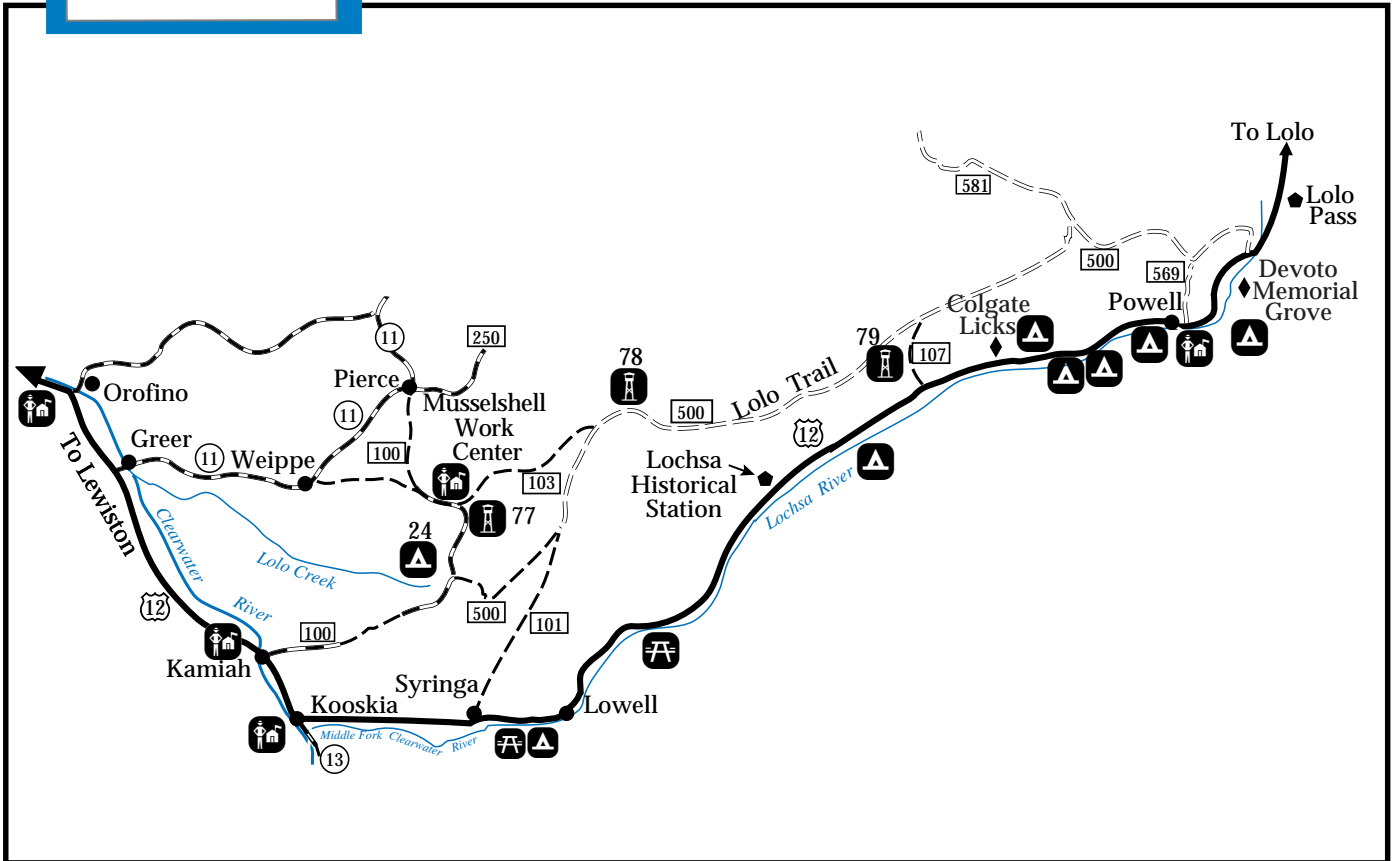 To Lolo
Lolo
Pass
581
500
569
Devoto
Memorial
Grove
Powell
Colgate
Licks
107
79
78
Lolo Trail
500
12
11
250
Pierce
Orofino
Musselshell
Work
Center
11
Greer
11
Weippe
100
103
Lochsa
Historical
Station
Lochsa River
To Lewiston
77
24
Clearwater
River
Lolo Creek
12
500
101
100
Kamiah
Syringa
Kooskia
Lowell
Middle Fork Clearwater River
13